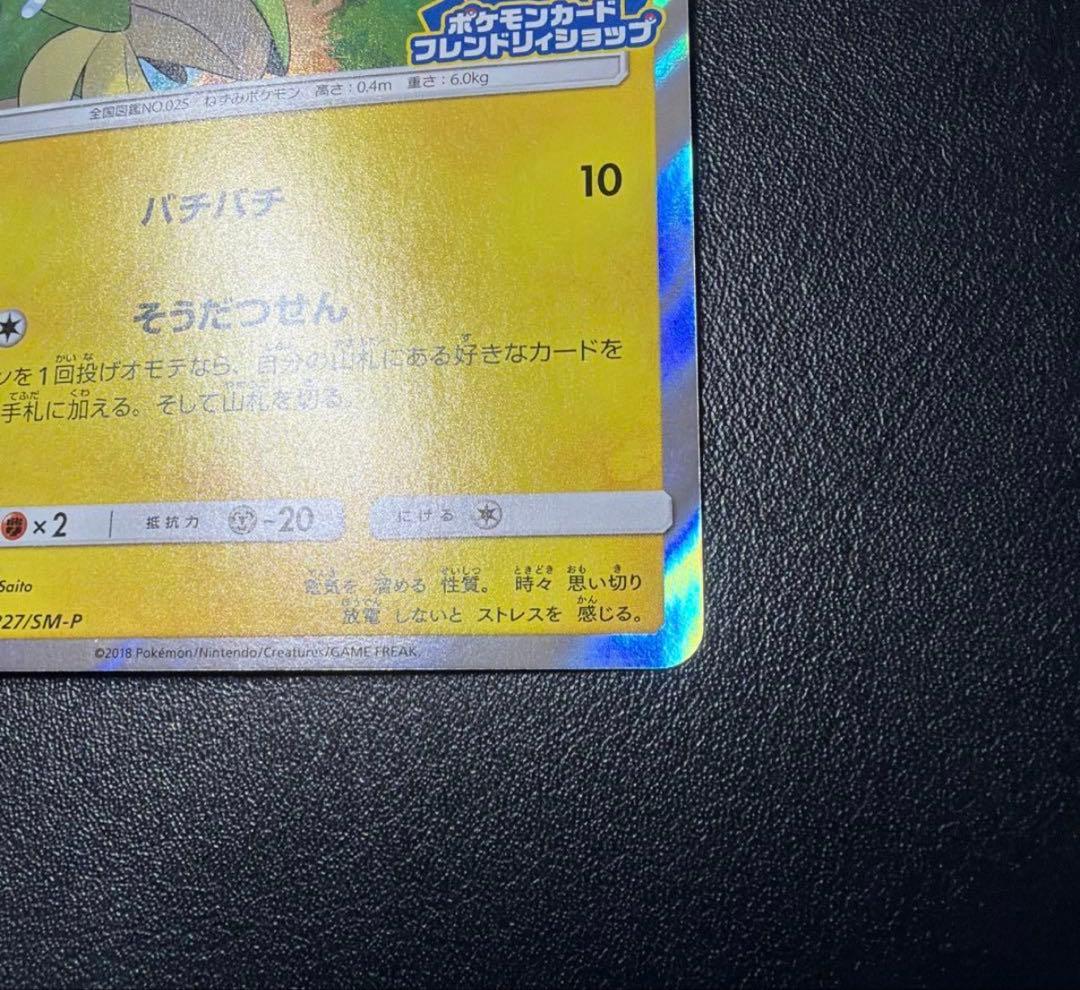 ポケモンカード
フレンドリィショップ
全国図鑑NO.025 ねずみポケモン 高さ:0.4m 重さ:6.0kg
バチバチ 10
そうだつせん
ンを1回投げオモテなら、自分の山札にある好きなカードを
手札に加える。そして山札を切る。
×2 抵抗力 -20 にげる
Saito 電気を 溜める 性質。 時々 思い切り
227/SM-P 放電 しないと ストレスを 感じる。
©2018 Pokémon/Nintendo/Creatures/GAME FREAK.